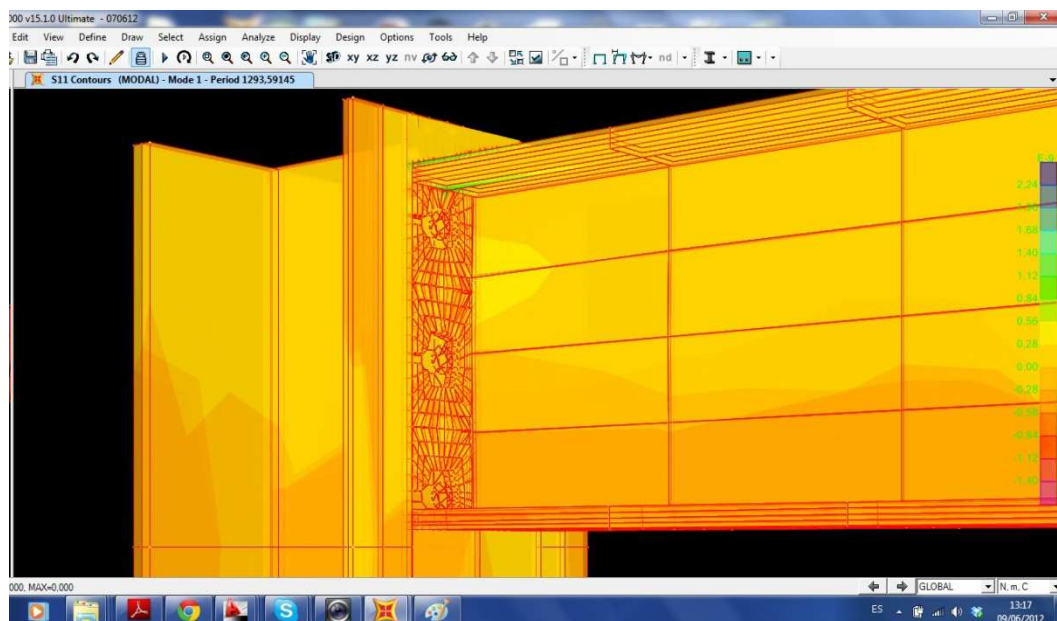 000 v15.1.0 Ultimate - 070612
Edit View Define Draw Select Assign Analyze Display Design Options Tools Help
xy xz yz nv nd
S11 Contours (MODAL) - Mode 1 - Period 1293,59145
2,24
1,68
1,40
1,12
0,84
0,56
0,28
0,00
-0,28
-0,56
-0,84
-1,12
-1,40
000, MAX=0,000
GLOBAL
N, m, C
ES
13:17
09/06/2012